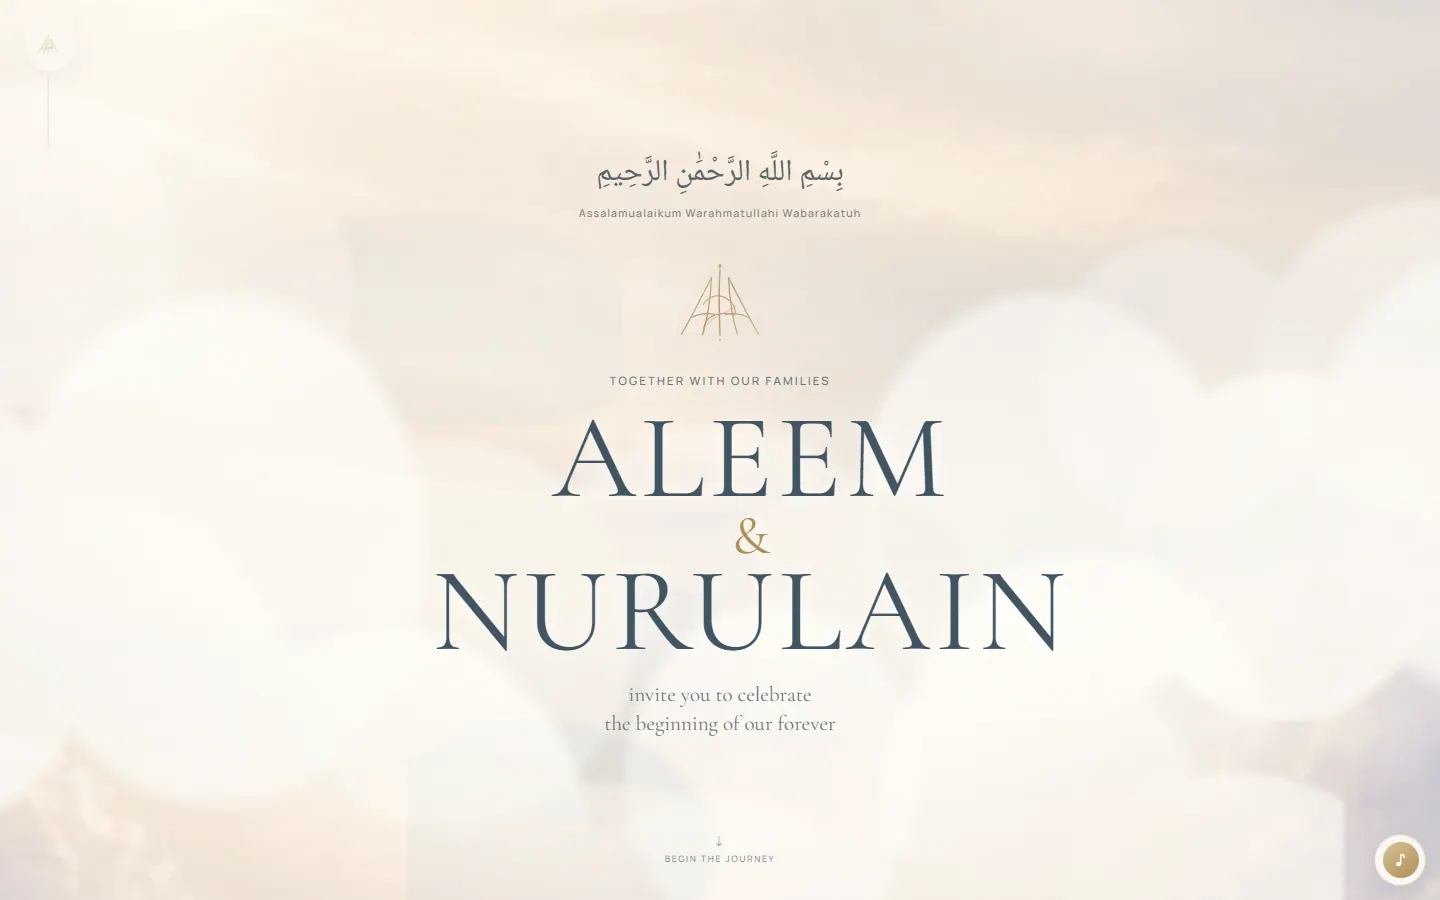 بِسْمِ اللَّهِ الرَّحْمَٰنِ الرَّحِيمِ
Assalamualaikum Warahmatullahi Wabarakatuh
TOGETHER WITH OUR FAMILIES
ALEEM
&
NURULAIN
invite you to celebrate
the beginning of our forever
↓
BEGIN THE JOURNEY